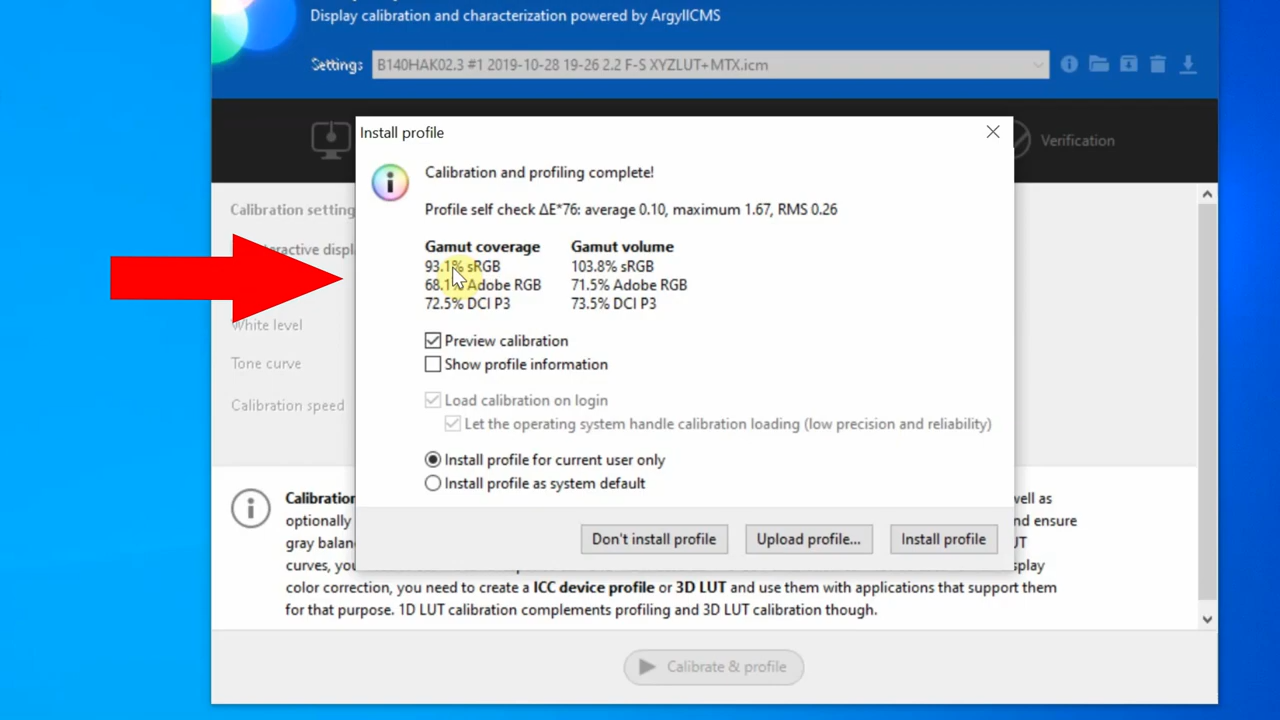 Display calibration and characterization powered by ArgyllCMS
Settings B140HAK02.3 #1 2019-10-28 19-26 2.2 F-S XYZLUT+MTX.icm
Install profile
Verification
Calibration and profiling complete!
Calibration setting
Profile self check ΔE*76: average 0.10, maximum 1.67, RMS 0.26
Gamut coverage Gamut volume
93.1% sRGB 103.8% sRGB
68.1% Adobe RGB 71.5% Adobe RGB
72.5% DCI P3 73.5% DCI P3
White level
Preview calibration
Tone curve
Show profile information
Calibration speed
Load calibration on login
Let the operating system handle calibration loading (low precision and reliability)
Install profile for current user only
Install profile as system default
Calibration well as
optionally nd ensure
gray balan UT
curves, you splay
Don't install profile Upload profile... Install profile
color correction, you need to create a ICC device profile or 3D LUT and use them with applications that support them
for that purpose. 1D LUT calibration complements profiling and 3D LUT calibration though.
Calibrate & profile